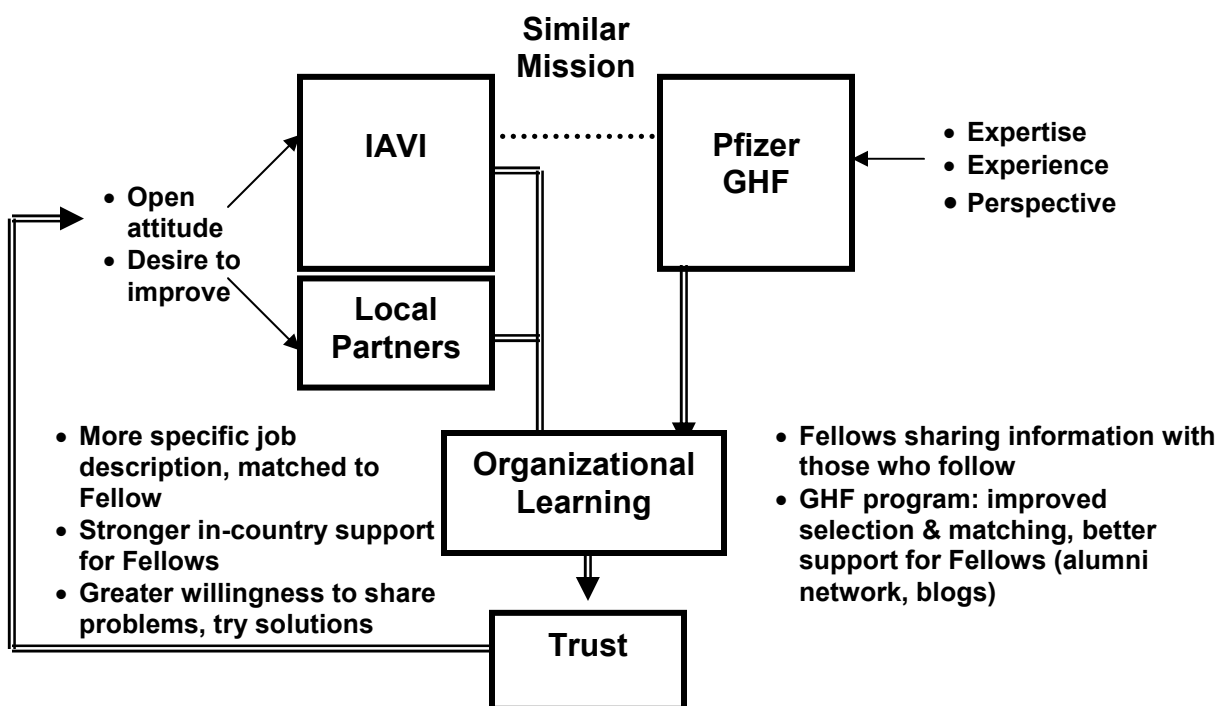 Similar
Mission
IAVI
Pfizer
GHF
• Expertise
• Experience
• Perspective
• Open
attitude
• Desire to
improve
Local
Partners
• More specific job
description, matched to
Fellow
• Stronger in-country support
for Fellows
• Greater willingness to share
problems, try solutions
Organizational
Learning
• Fellows sharing information with
those who follow
• GHF program: improved
selection & matching, better
support for Fellows (alumni
network, blogs)
Trust